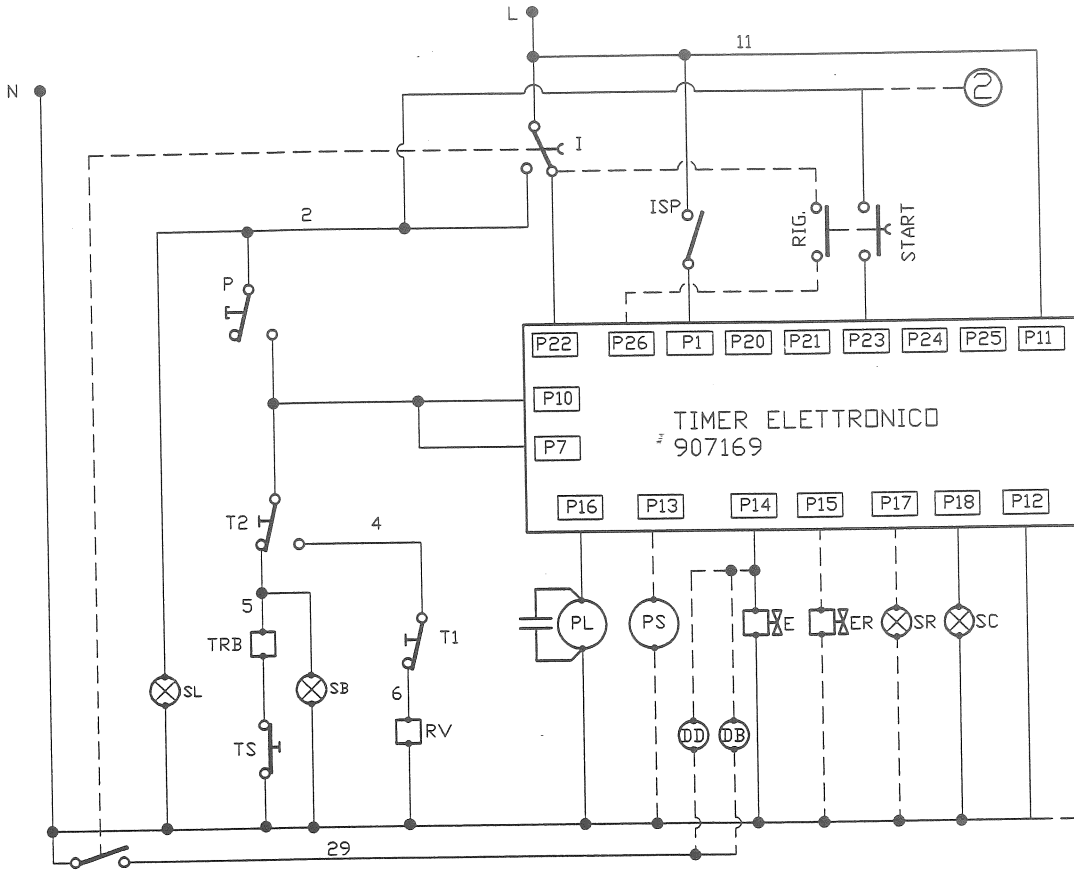 L
11
N
2
I
ISP
RIG.
START
2
P
P22
P26
P1
P20
P21
P23
P24
P25
P11
P10
TIMER ELETTRONICO
P7
907169
P16
P13
P14
P15
P17
P18
P12
T2
4
5
TRB
PL
PS
E
ER
SR
SC
T1
SL
SB
6
RV
TS
DD
DB
29